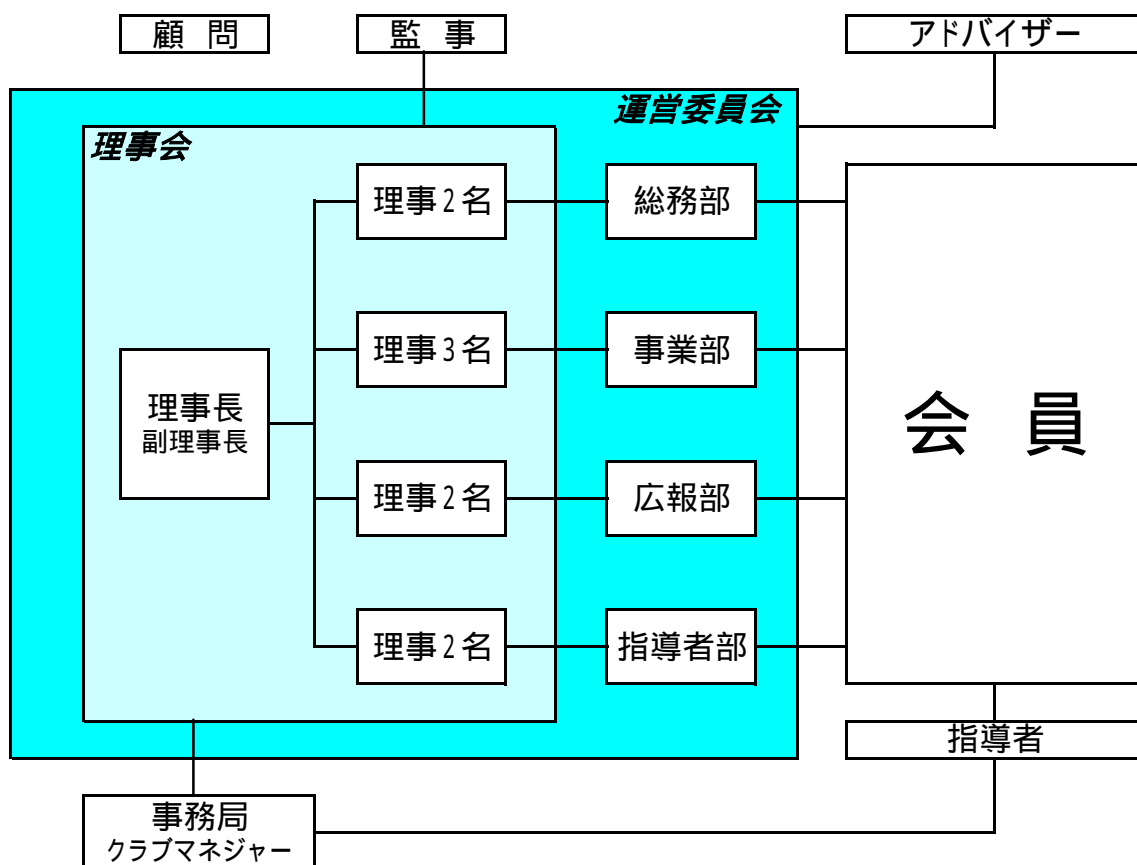 顧 問
監 事
アドバイザー
運営委員会
理事会
理事2名
総務部
理事3名
事業部
理事長
副理事長
会 員
理事2名
広報部
理事2名
指導者部
指導者
事務局
クラブマネジャー